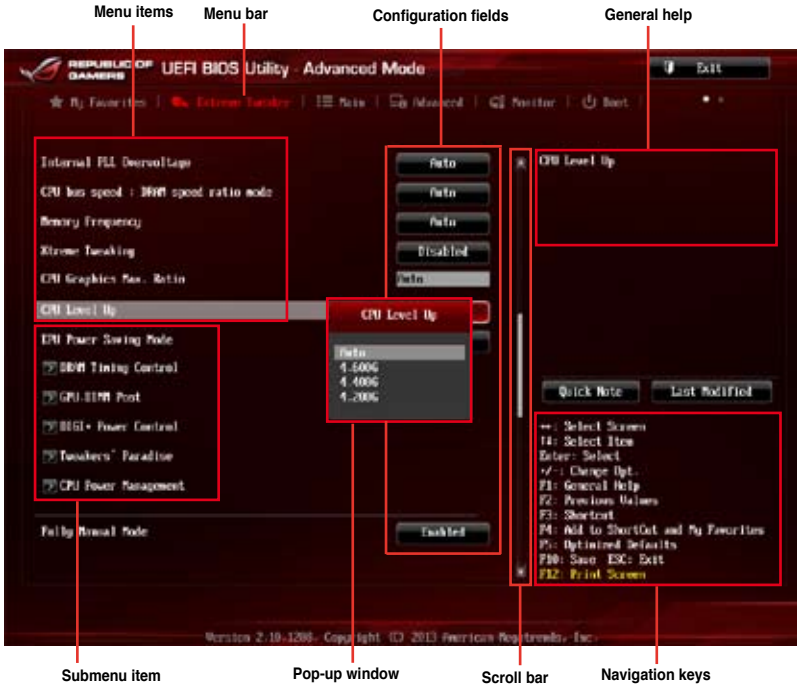 Menu items
Menu bar
Configuration fields
General help
REPUBLIC OF
GAMERS
UEFI BIOS Utility - Advanced Mode
Exit
My Favorites
Extreme Tweaker
Main
Advanced
Monitor
Boot
Internal PLL Overvoltage
Auto
CPU bus speed : DRAM speed ratio mode
Auto
Memory Frequency
Auto
Xtreme Tweaking
Disabled
CPU Graphics Max. Ratio
Auto
CPU Level Up
CPU Power Saving Mode
DRAM Timing Control
GPU.DIMM Post
DIGI+ Power Control
Tweakers' Paradise
CPU Power Management
Fully Manual Mode
Enabled
CPU Level Up
Auto
4.600G
4.400G
4.200G
CPU Level Up
Quick Note
Last Modified
↔: Select Screen
↑↓: Select Item
Enter: Select
+/-: Change Opt.
F1: General Help
F2: Previous Values
F3: Shortcut
F4: Add to ShortCut and My Favorites
F5: Optimized Defaults
F10: Save ESC: Exit
F12: Print Screen
Version 2.10.1208. Copyright (C) 2013 American Megatrends, Inc.
Submenu item
Pop-up window
Scroll bar
Navigation keys